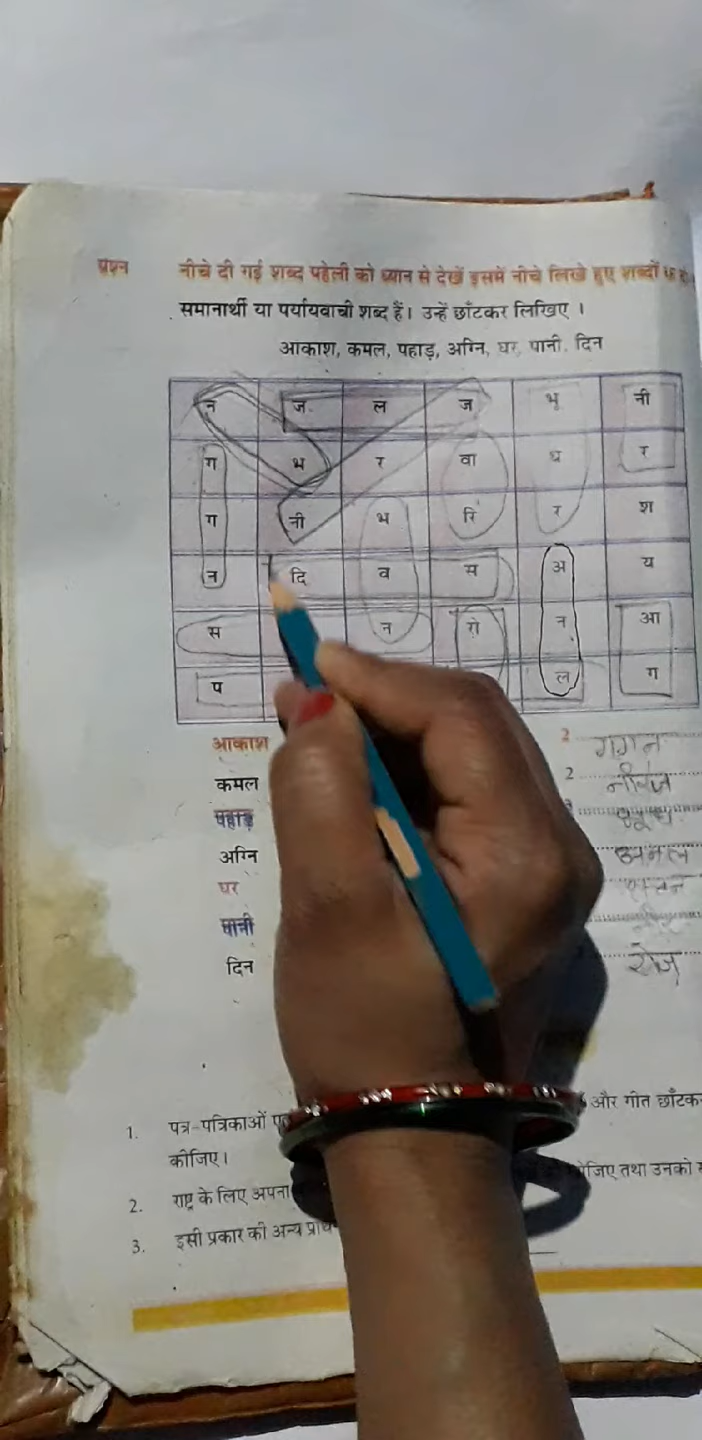 प्रश्न नीचे दी गई शब्द पहेली को ध्यान से देखें इसमें नीचे लिखे हुए शब्दों
समानार्थी या पर्यायवाची शब्द हैं। उन्हें छाँटकर लिखिए ।
आकाश, कमल, पहाड़, अग्नि, घर, पानी. दिन
न ज ल ज भू नी
ग भ र वा ध र
ग नी भ रि र श
न दि व स अ य
स न रो न आ
प ल ग
आकाश 2 गगन
कमल 2 नीरज
पहाड़
अग्नि अनल
घर
पानी
दिन रोज
1. पत्र-पत्रिकाओं और गीत छाँटकर
कीजिए। तथा उनको
2. राष्ट्र के लिए अपना
3. इसी प्रकार की अन्य